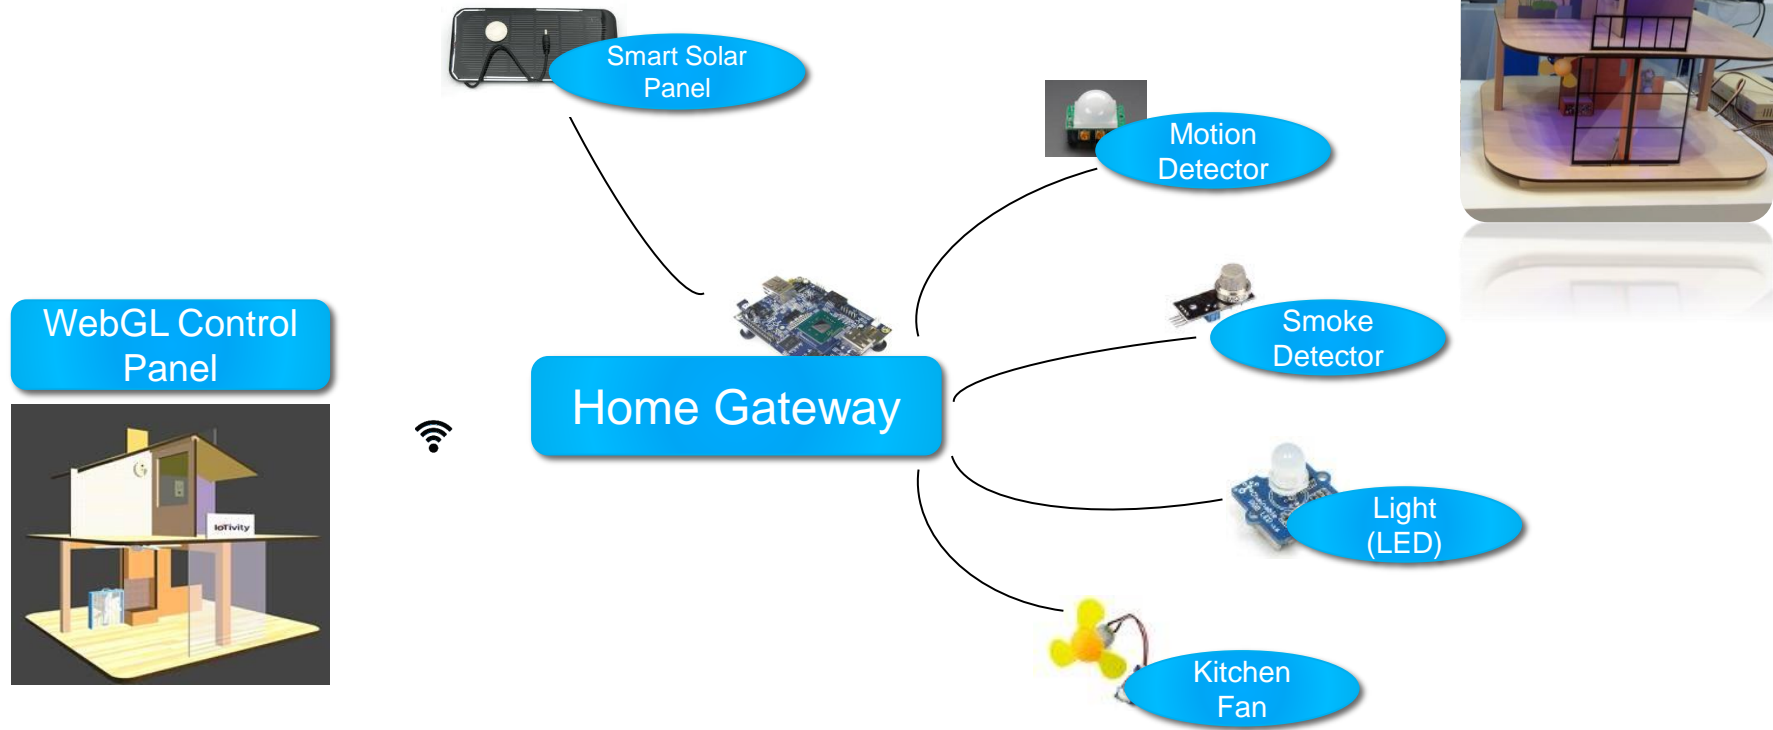 Smart Solar
Panel
Motion
Detector
WebGL Control
Panel
Smoke
Detector
Home Gateway
IoTivity
Light
(LED)
Kitchen
Fan